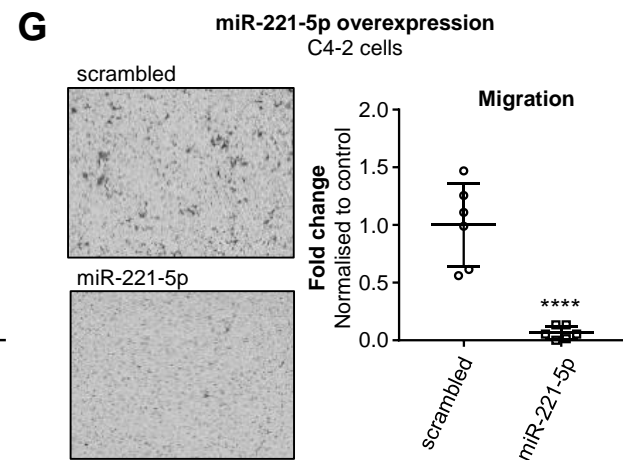 G
miR-221-5p overexpression
C4-2 cells
scrambled
miR-221-5p
Migration
Fold change
Normalised to control
2.0
1.5
1.0
0.5
0.0
****
scrambled
miR-221-5p